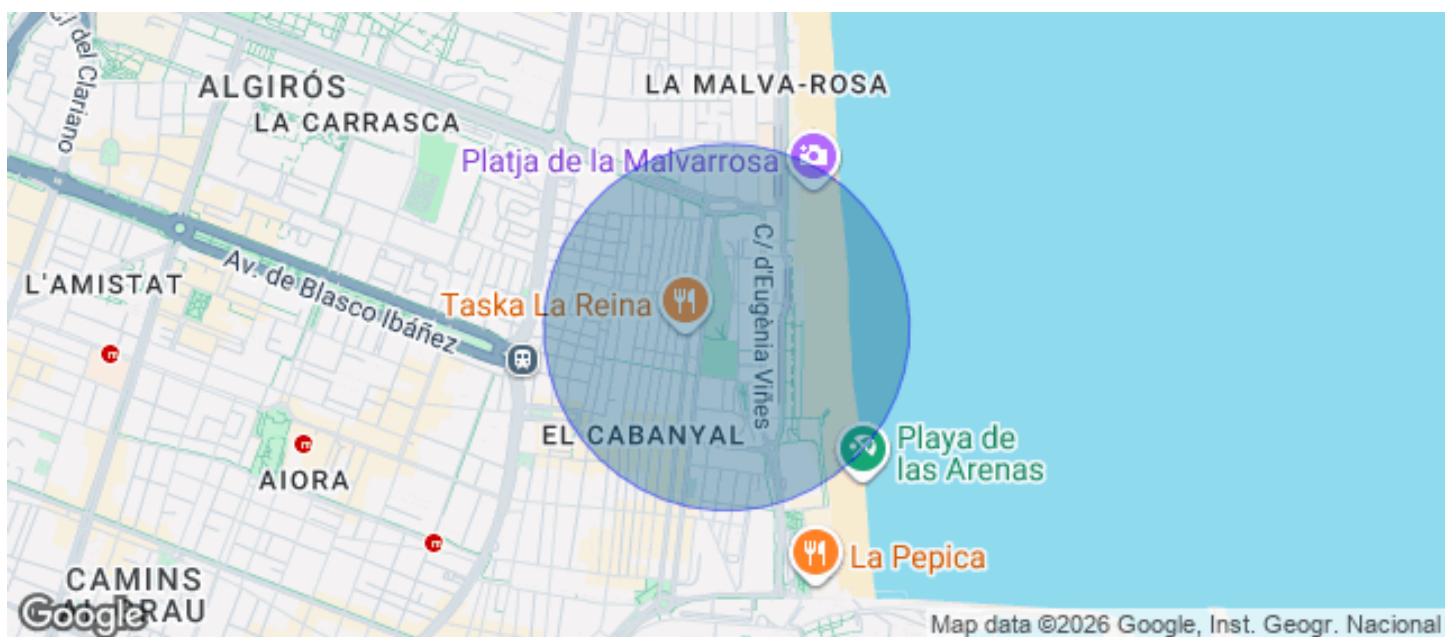 C/ del Clariano
ALGIRÓS
LA CARRASCA
LA MALVA-ROSA
Platja de la Malvarrosa
C/ d'Eugènia Viñes
L'AMISTAT
Av. de Blasco Ibáñez
Taska La Reina
m
EL CABANYAL
Playa de
las Arenas
m
AIORA
m
La Pepica
CAMINS
AL GRAU
Google
Map data ©2026 Google, Inst. Geogr. Nacional